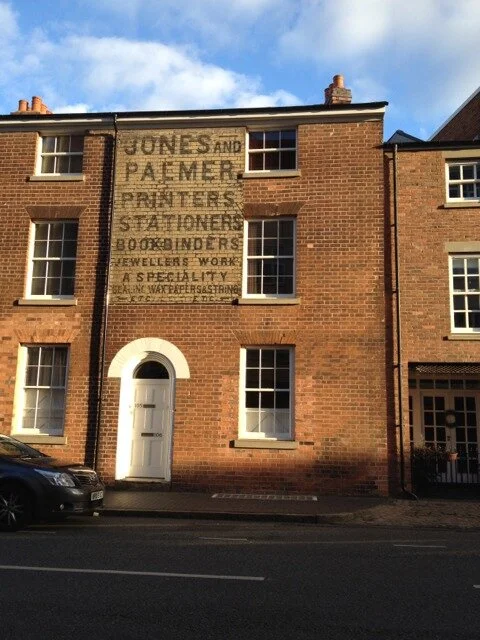 JONES AND
PALMER
PRINTERS
STATIONERS
BOOKBINDERS
JEWELLERS' WORK
A SPECIALITY
SEALING WAX PAPERS & STRING
ETC ETC